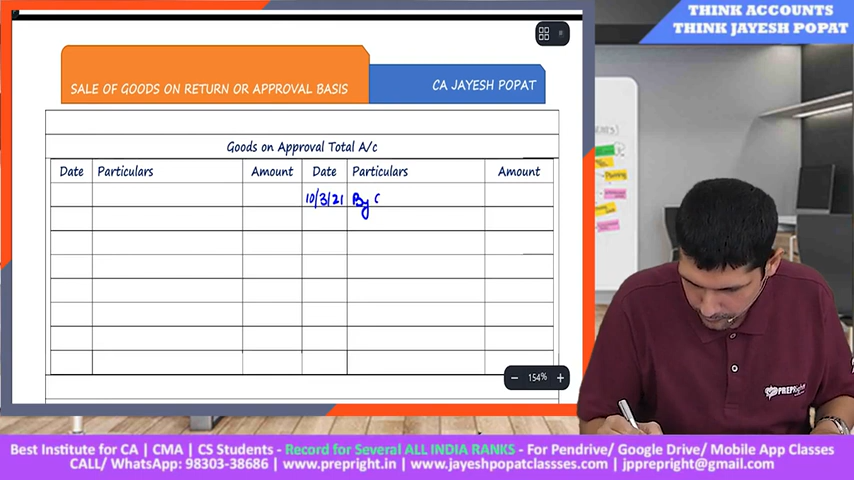 THINK ACCOUNTS
THINK JAYESH POPAT
SALE OF GOODS ON RETURN OR APPROVAL BASIS
CA JAYESH POPAT
Goods on Approval Total A/c
Date Particulars Amount Date Particulars Amount
10/3/21 By C
154%
PREPRight
Best Institute for CA | CMA | CS Students - Record for Several ALL INDIA RANKS - For Pendrive/ Google Drive/ Mobile App Classes
CALL/ WhatsApp: 98303-38686 | www.prepright.in | www.jayeshpopatclassses.com | jpprepright@gmail.com